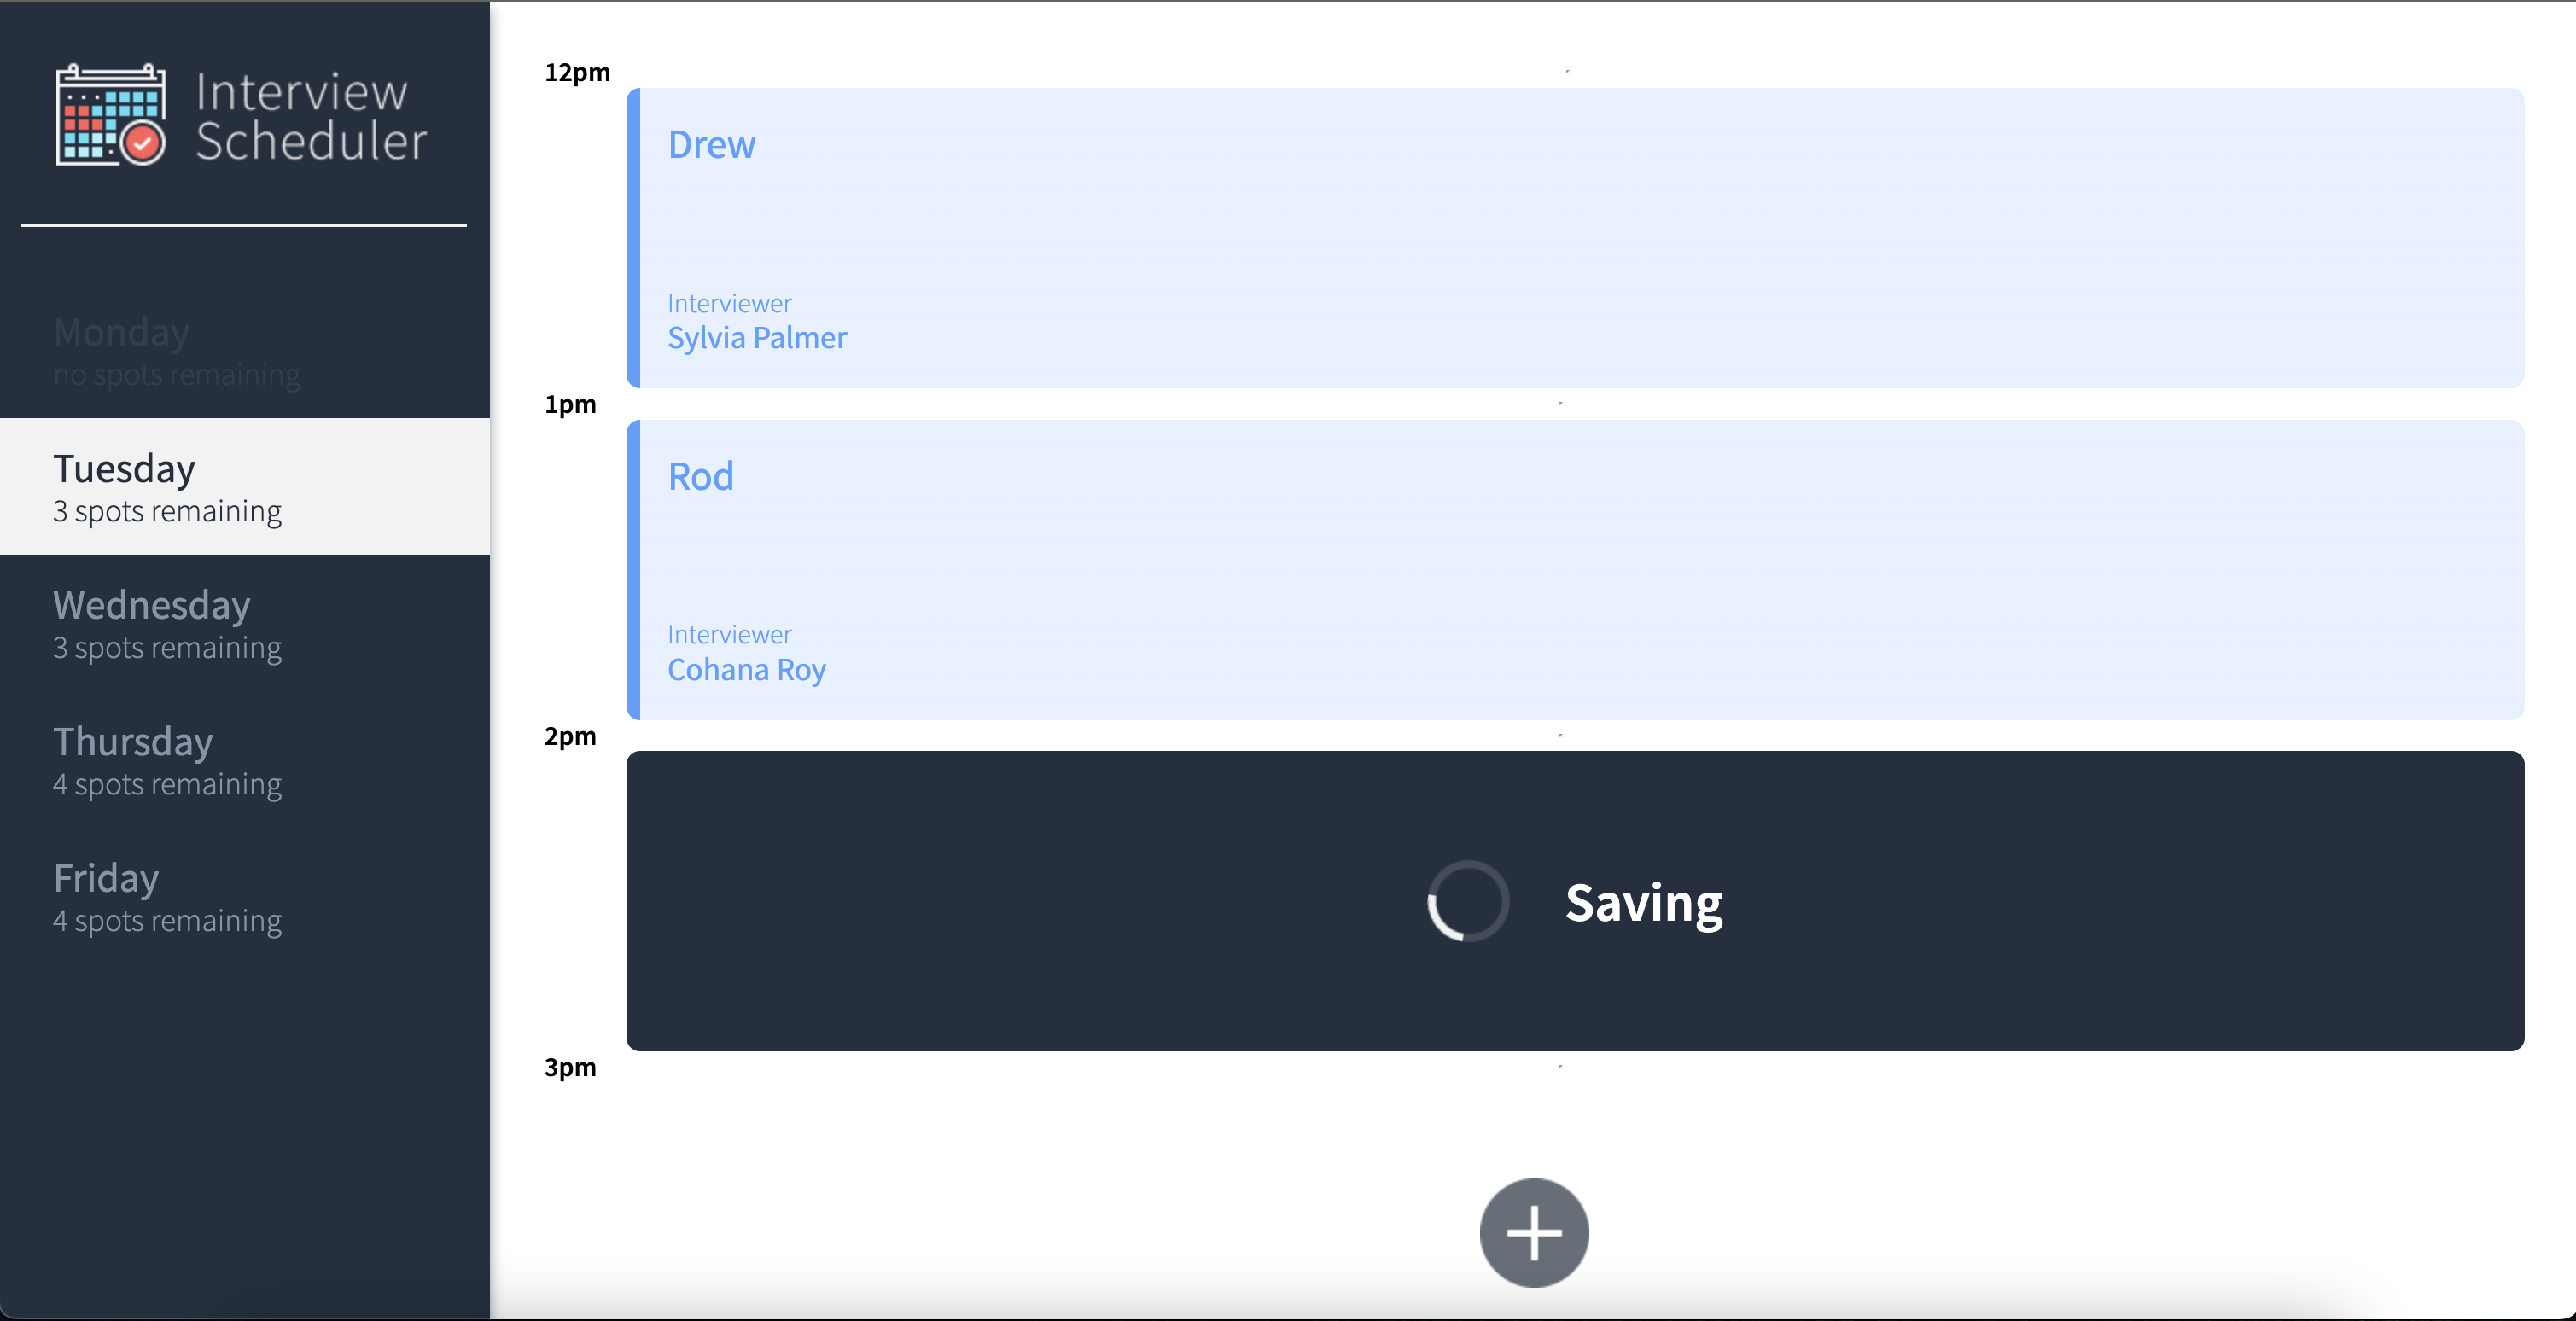 Interview
Scheduler
Monday
no spots remaining
Tuesday
3 spots remaining
Wednesday
3 spots remaining
Thursday
4 spots remaining
Friday
4 spots remaining
12pm
Drew
Interviewer
Sylvia Palmer
1pm
Rod
Interviewer
Cohana Roy
2pm
Saving
3pm